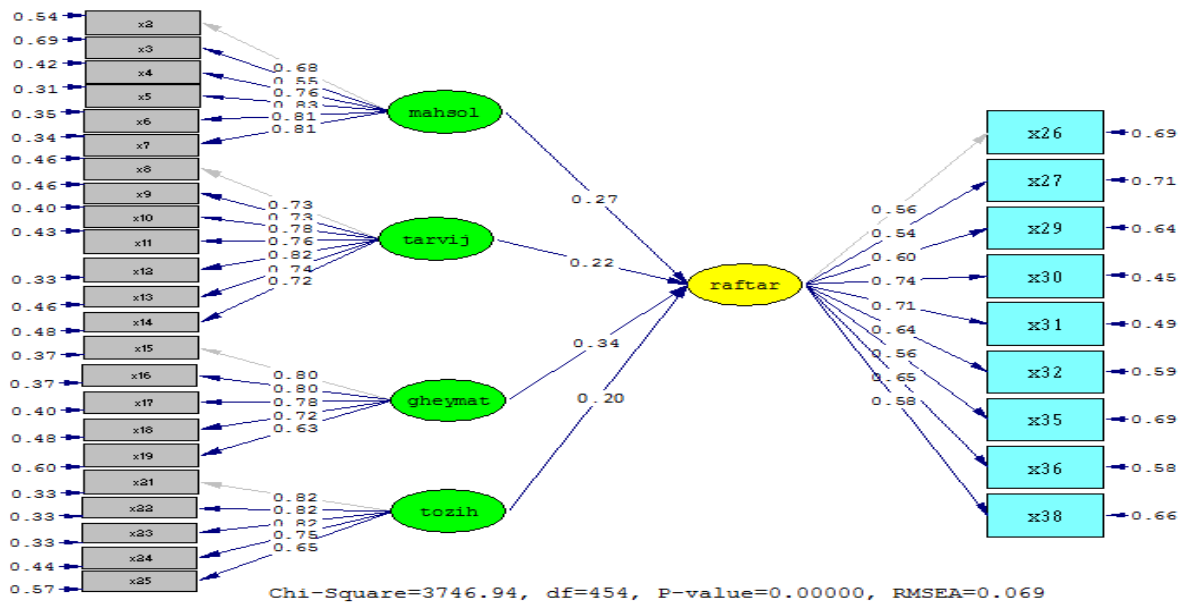 0.54 x2
0.69 x3
0.42 x4
0.31 x5
0.35 x6
0.34 x7
0.46 x8
0.46 x9
0.40 x10
0.43 x11
0.33 x12
0.46 x13
0.48 x14
0.37 x15
0.37 x16
0.40 x17
0.48 x18
0.60 x19
0.33 x21
0.33 x22
0.33 x23
0.44 x24
0.57 x25
0.68
0.55
0.76
0.83
0.81
0.81
mahsol
0.73
0.73
0.78
0.76
0.82
0.74
0.72
tarvij
0.80
0.80
0.78
0.72
0.63
gheymat
0.82
0.82
0.82
0.75
0.65
tozih
0.27
0.22
0.34
0.20
raftar
0.56
0.54
0.60
0.74
0.71
0.64
0.56
0.65
0.58
x26 0.69
x27 0.71
x29 0.64
x30 0.45
x31 0.49
x32 0.59
x35 0.69
x36 0.58
x38 0.66
Chi-Square=3746.94, df=454, P-value=0.00000, RMSEA=0.069